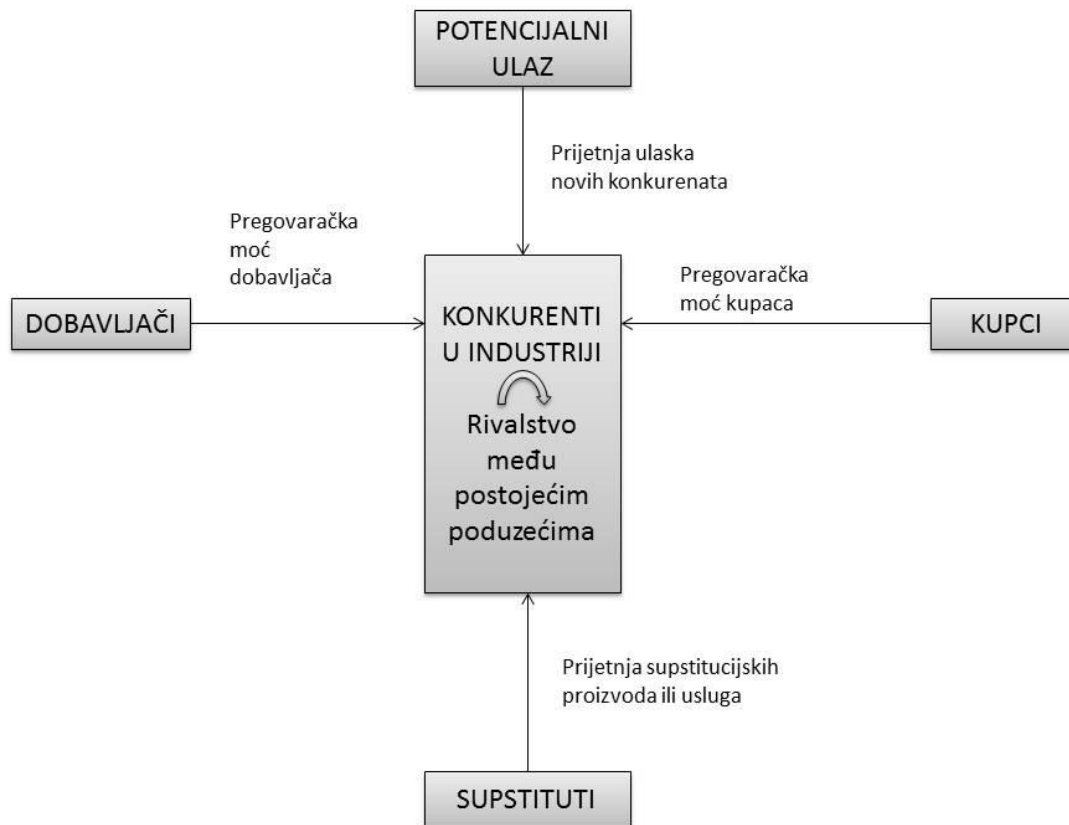 POTENCIJALNI
ULAZ
Prijetnja ulaska
novih konkurenata
Pregovaračka
moć
dobavljača
Pregovaračka
moć kupaca
DOBAVLJAČI
KONKURENTI
U INDUSTRIJI
Rivalstvo
među
postojećim
poduzećima
KUPCI
Prijetnja supstitucijskih
proizvoda ili usluga
SUPSTITUTI